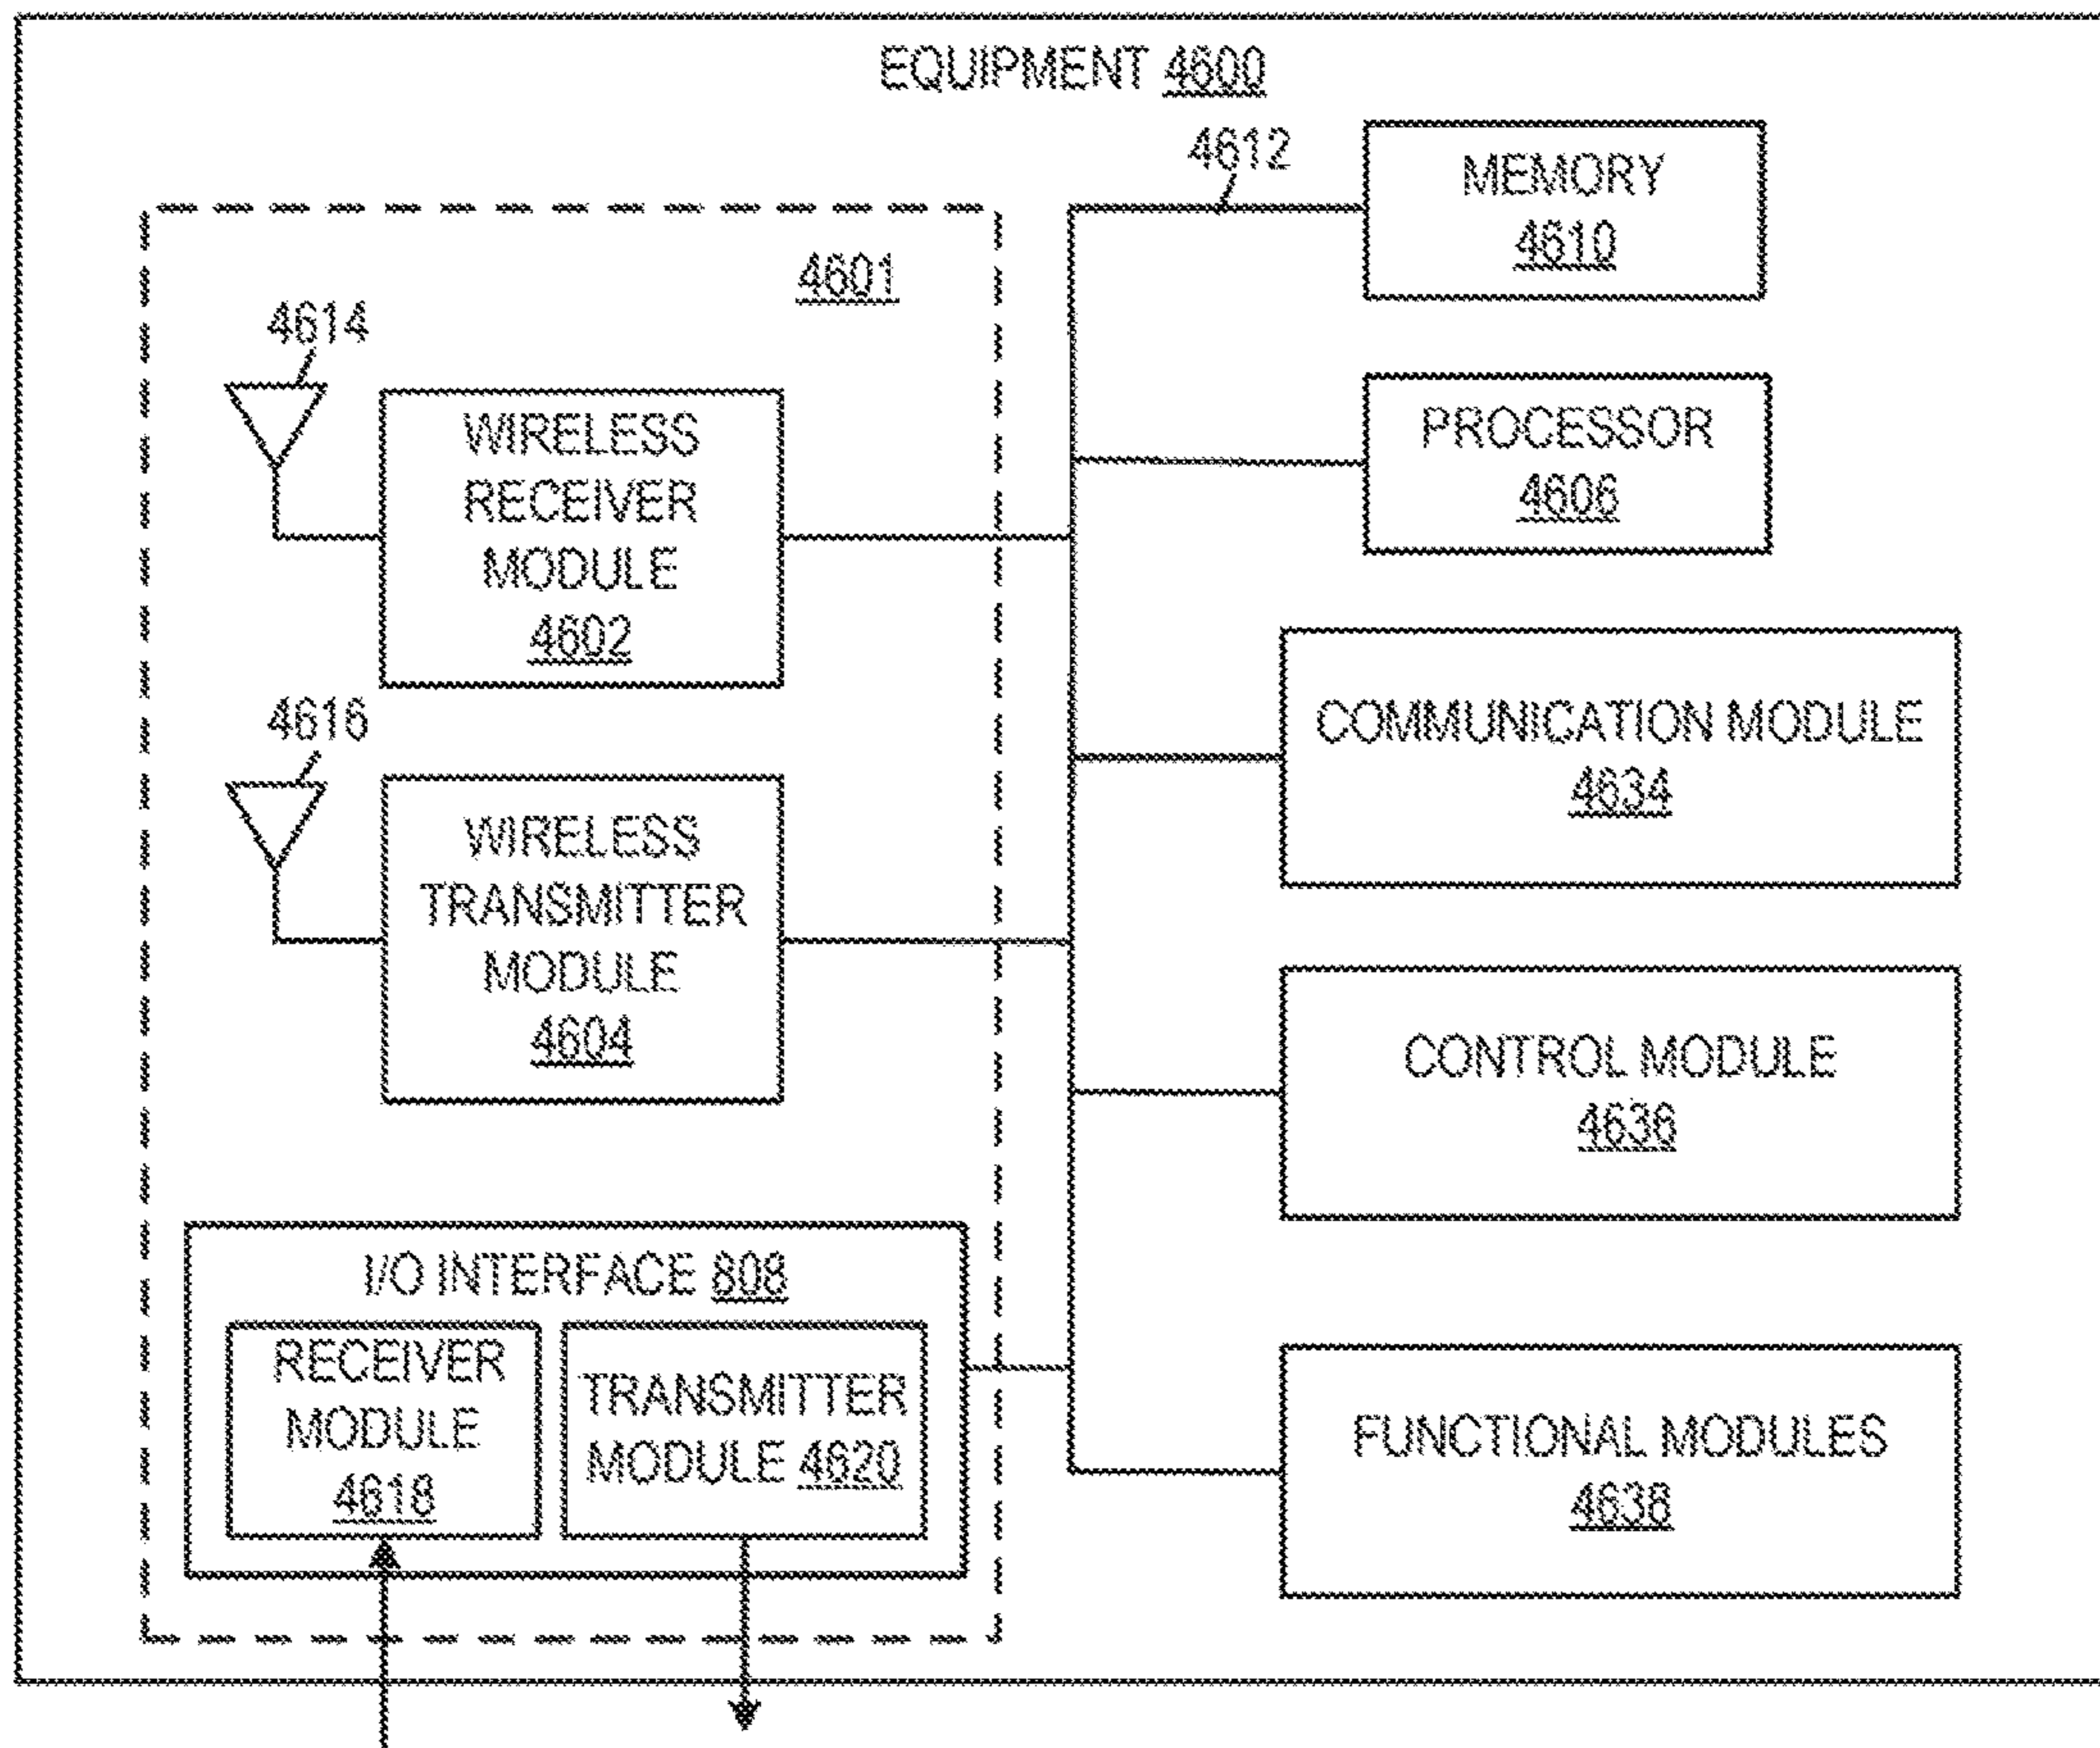 EQUIPMENT 4600
4612
MEMORY
4610
4601
4614
WIRELESS
RECEIVER
MODULE
4602
PROCESSOR
4606
4616
WIRELESS
TRANSMITTER
MODULE
4604
COMMUNICATION MODULE
4634
CONTROL MODULE
4636
I/O INTERFACE 808
RECEIVER
MODULE
4618
TRANSMITTER
MODULE 4620
FUNCTIONAL MODULES
4638